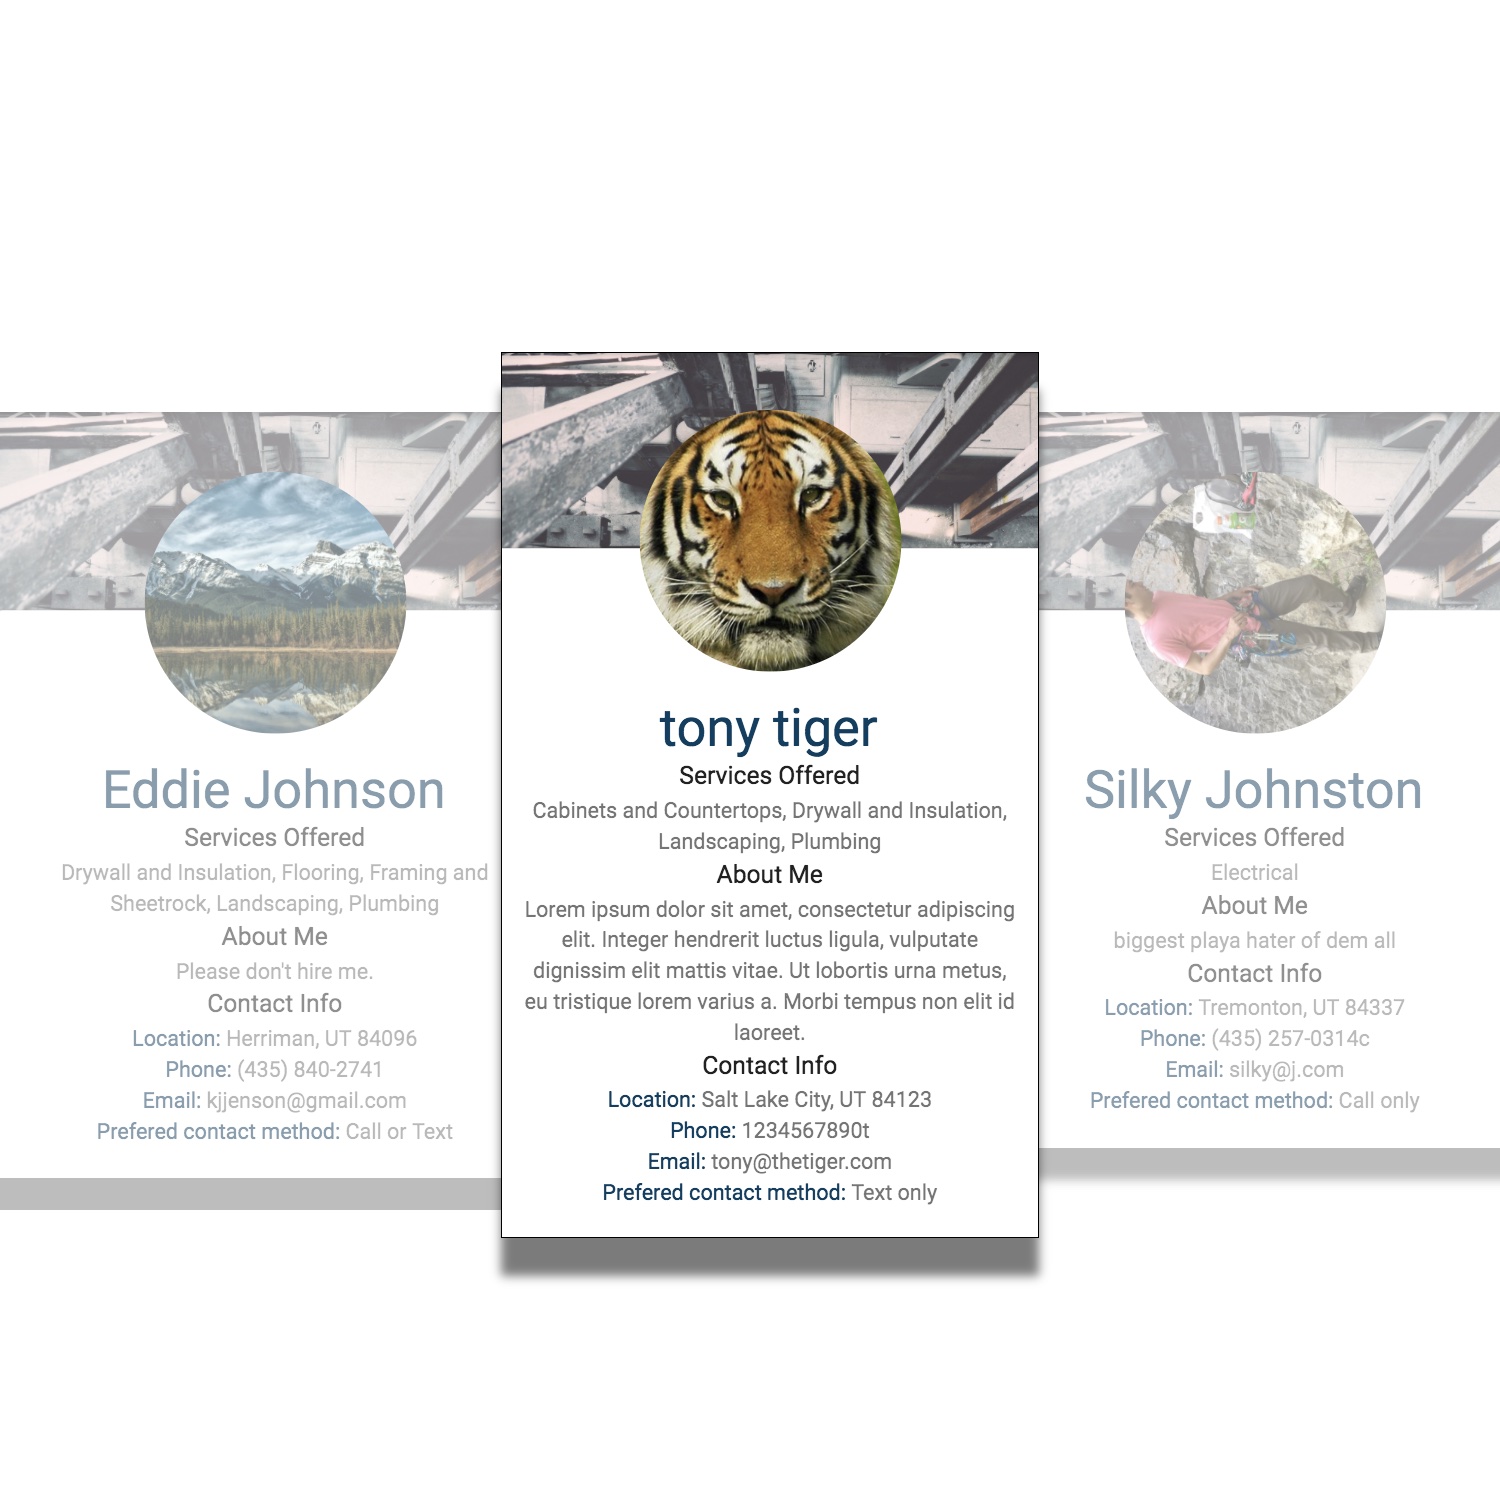 Eddie Johnson
Services Offered
Drywall and Insulation, Flooring, Framing and
Sheetrock, Landscaping, Plumbing
About Me
Please don't hire me.
Contact Info
Location: Herriman, UT 84096
Phone: (435) 840-2741
Email: kjjenson@gmail.com
Prefered contact method: Call or Text
tony tiger
Services Offered
Cabinets and Countertops, Drywall and Insulation,
Landscaping, Plumbing
About Me
Lorem ipsum dolor sit amet, consectetur adipiscing
elit. Integer hendrerit luctus ligula, vulputate
dignissim elit mattis vitae. Ut lobortis urna metus,
eu tristique lorem varius a. Morbi tempus non elit id
laoreet.
Contact Info
Location: Salt Lake City, UT 84123
Phone: 1234567890t
Email: tony@thetiger.com
Prefered contact method: Text only
Silky Johnston
Services Offered
Electrical
About Me
biggest playa hater of dem all
Contact Info
Location: Tremonton, UT 84337
Phone: (435) 257-0314c
Email: silky@j.com
Prefered contact method: Call only